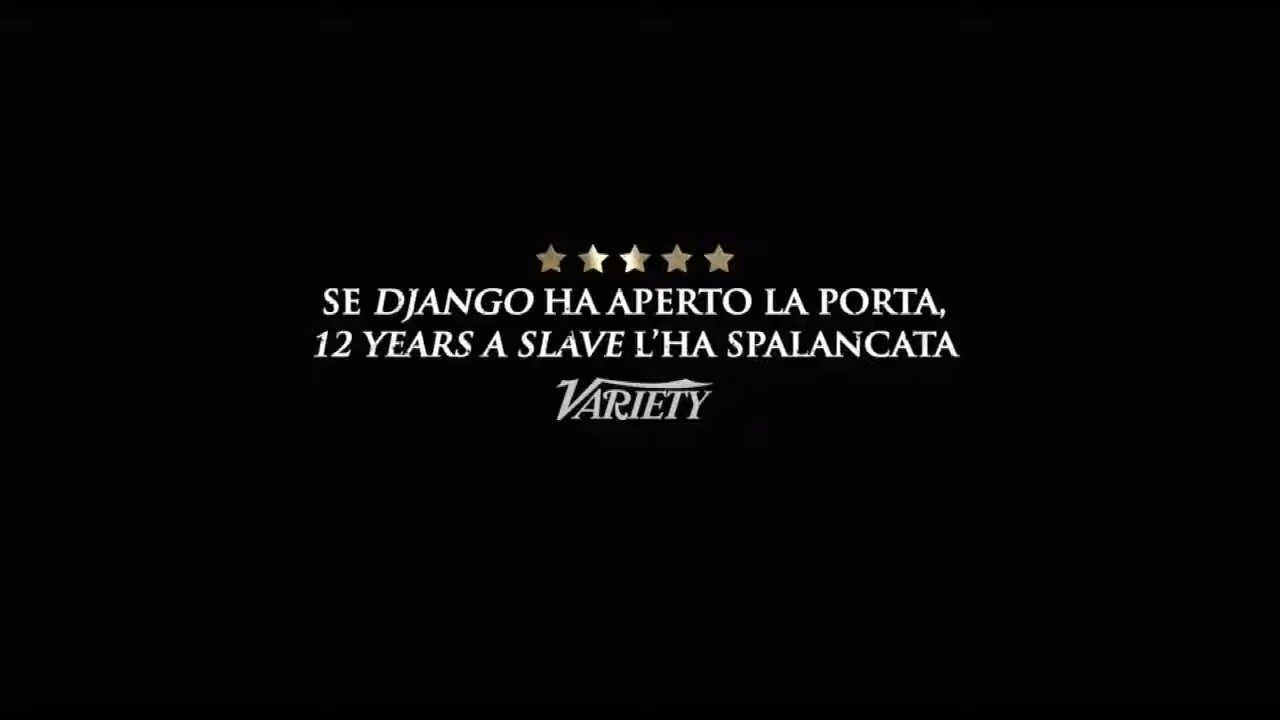 SE DJANGO HA APERTO LA PORTA,
12 YEARS A SLAVE L'HA SPALANCATA
VARIETY